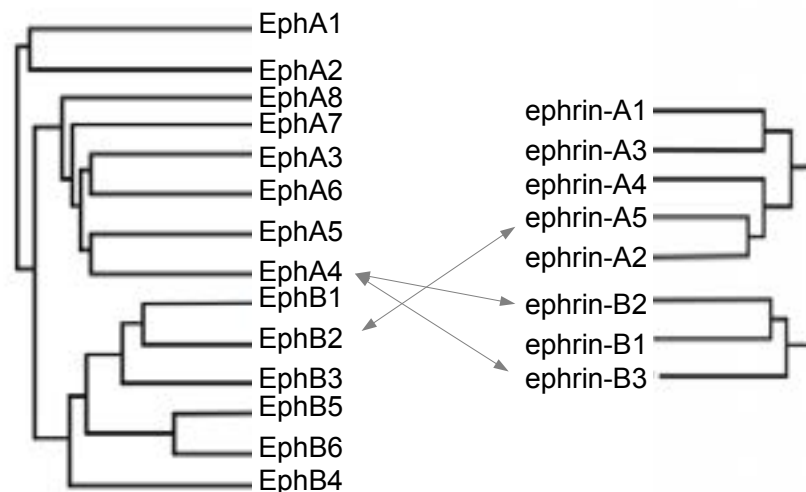 EphA1
EphA2
EphA8
EphA7
EphA3
EphA6
EphA5
EphA4
EphB1
EphB2
EphB3
EphB5
EphB6
EphB4
ephrin-A1
ephrin-A3
ephrin-A4
ephrin-A5
ephrin-A2
ephrin-B2
ephrin-B1
ephrin-B3